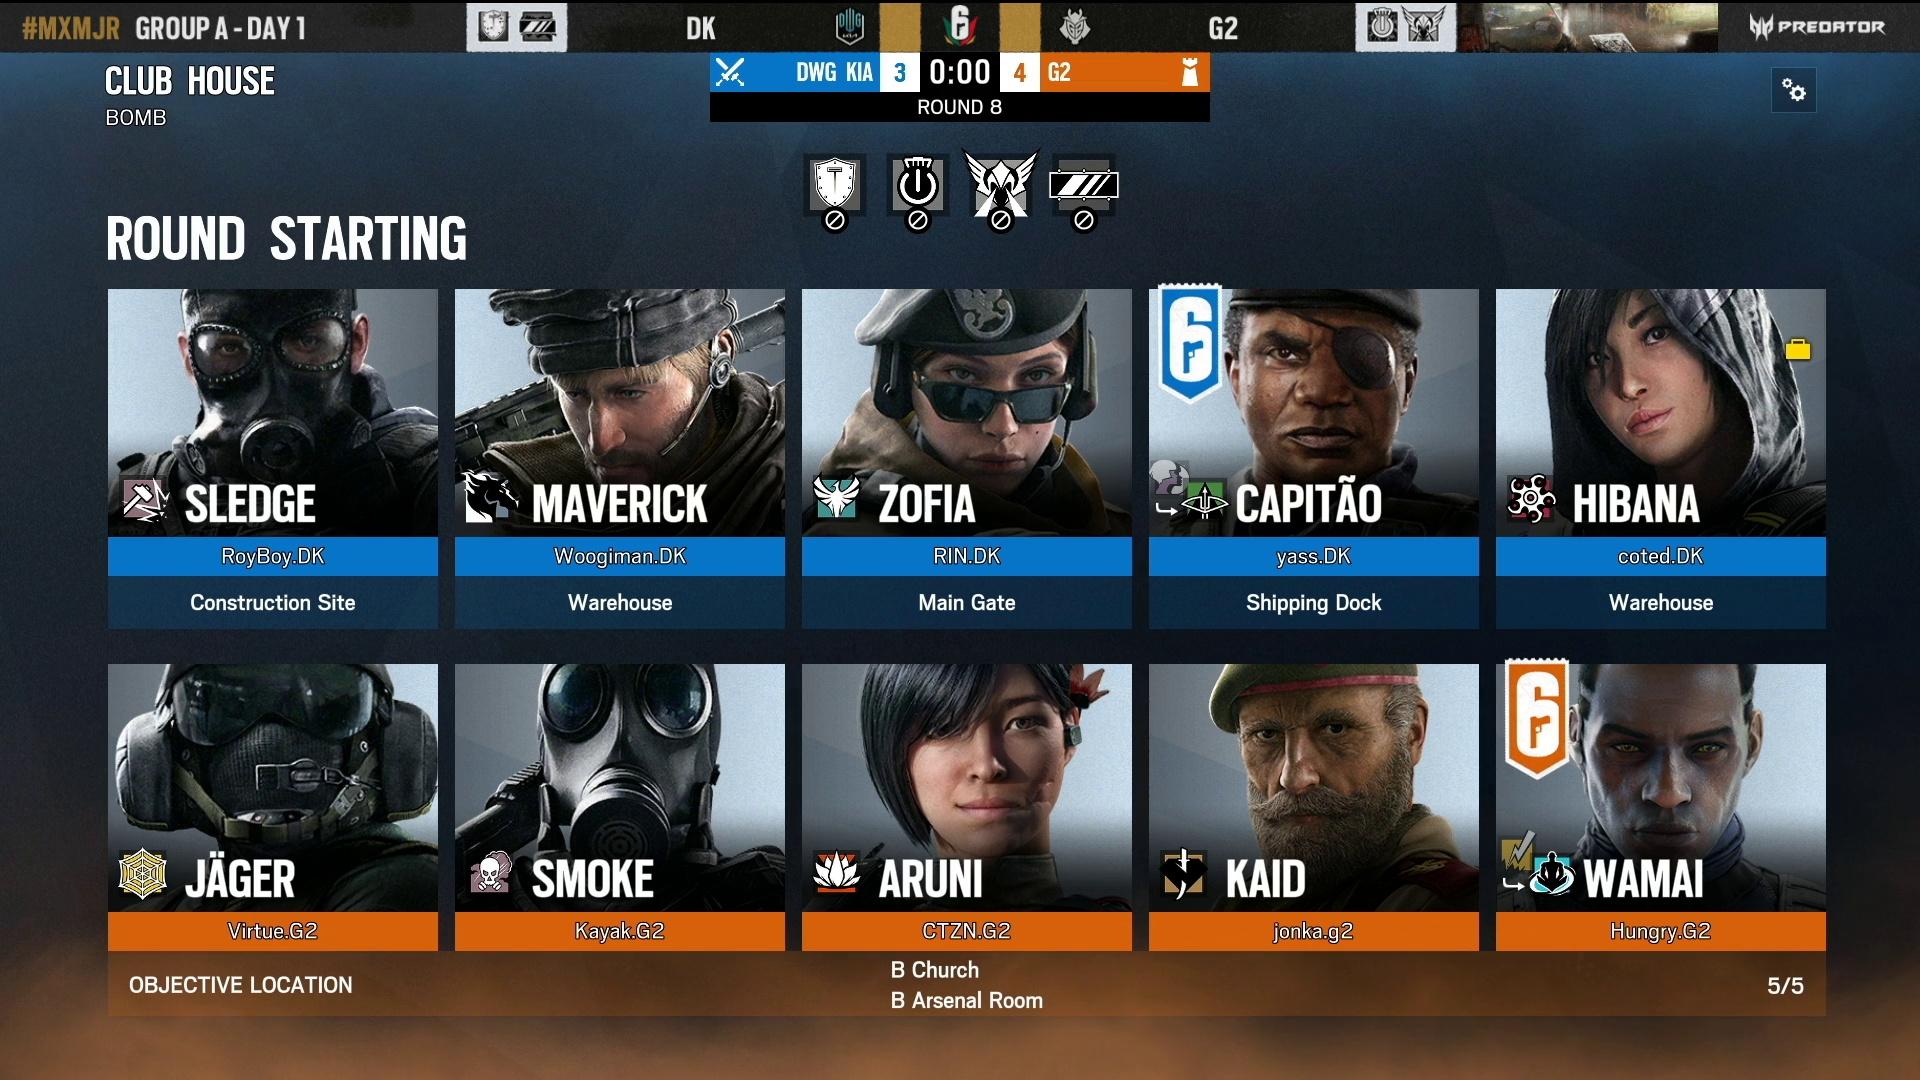 #MXMJR GROUP A - DAY 1
DK
6
G2
PREDATOR
CLUB HOUSE
BOMB
DWG KIA 3 0:00 4 G2
ROUND 8
ROUND STARTING
SLEDGE
RoyBoy.DK
Construction Site
MAVERICK
Woogiman.DK
Warehouse
ZOFIA
RIN.DK
Main Gate
6
CAPITÃO
yass.DK
Shipping Dock
HIBANA
coted.DK
Warehouse
JÄGER
Virtue.G2
SMOKE
Kayak.G2
ARUNI
CTZN.G2
KAID
jonka.g2
6
WAMAI
Hungry.G2
OBJECTIVE LOCATION
B Church
B Arsenal Room
5/5